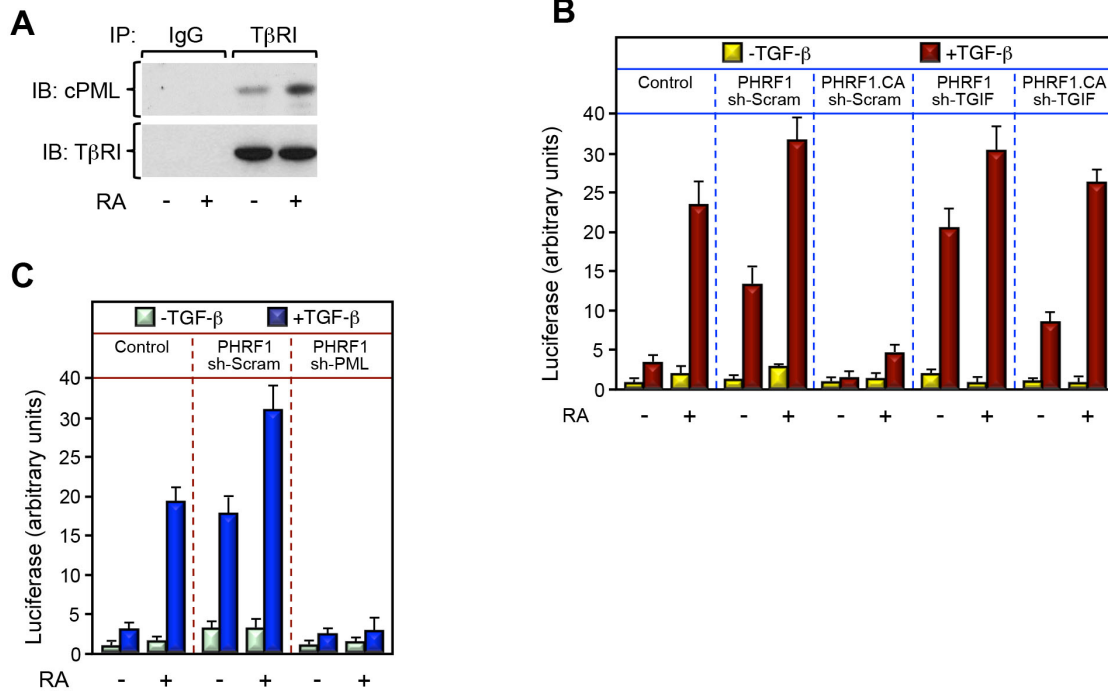 A
IP: IgG TβRI
IB: cPML
IB: TβRI
RA - + - +
B
-TGF-β +TGF-β
Control PHRF1 PHRF1.CA PHRF1 PHRF1.CA
sh-Scram sh-Scram sh-TGIF sh-TGIF
Luciferase (arbitrary units)
40
30
25
20
15
10
5
0
RA - + - + - + - + - +
C
-TGF-β +TGF-β
Control PHRF1 PHRF1
sh-Scram sh-PML
Luciferase (arbitrary units)
40
30
25
20
15
10
5
0
RA - + - + - +